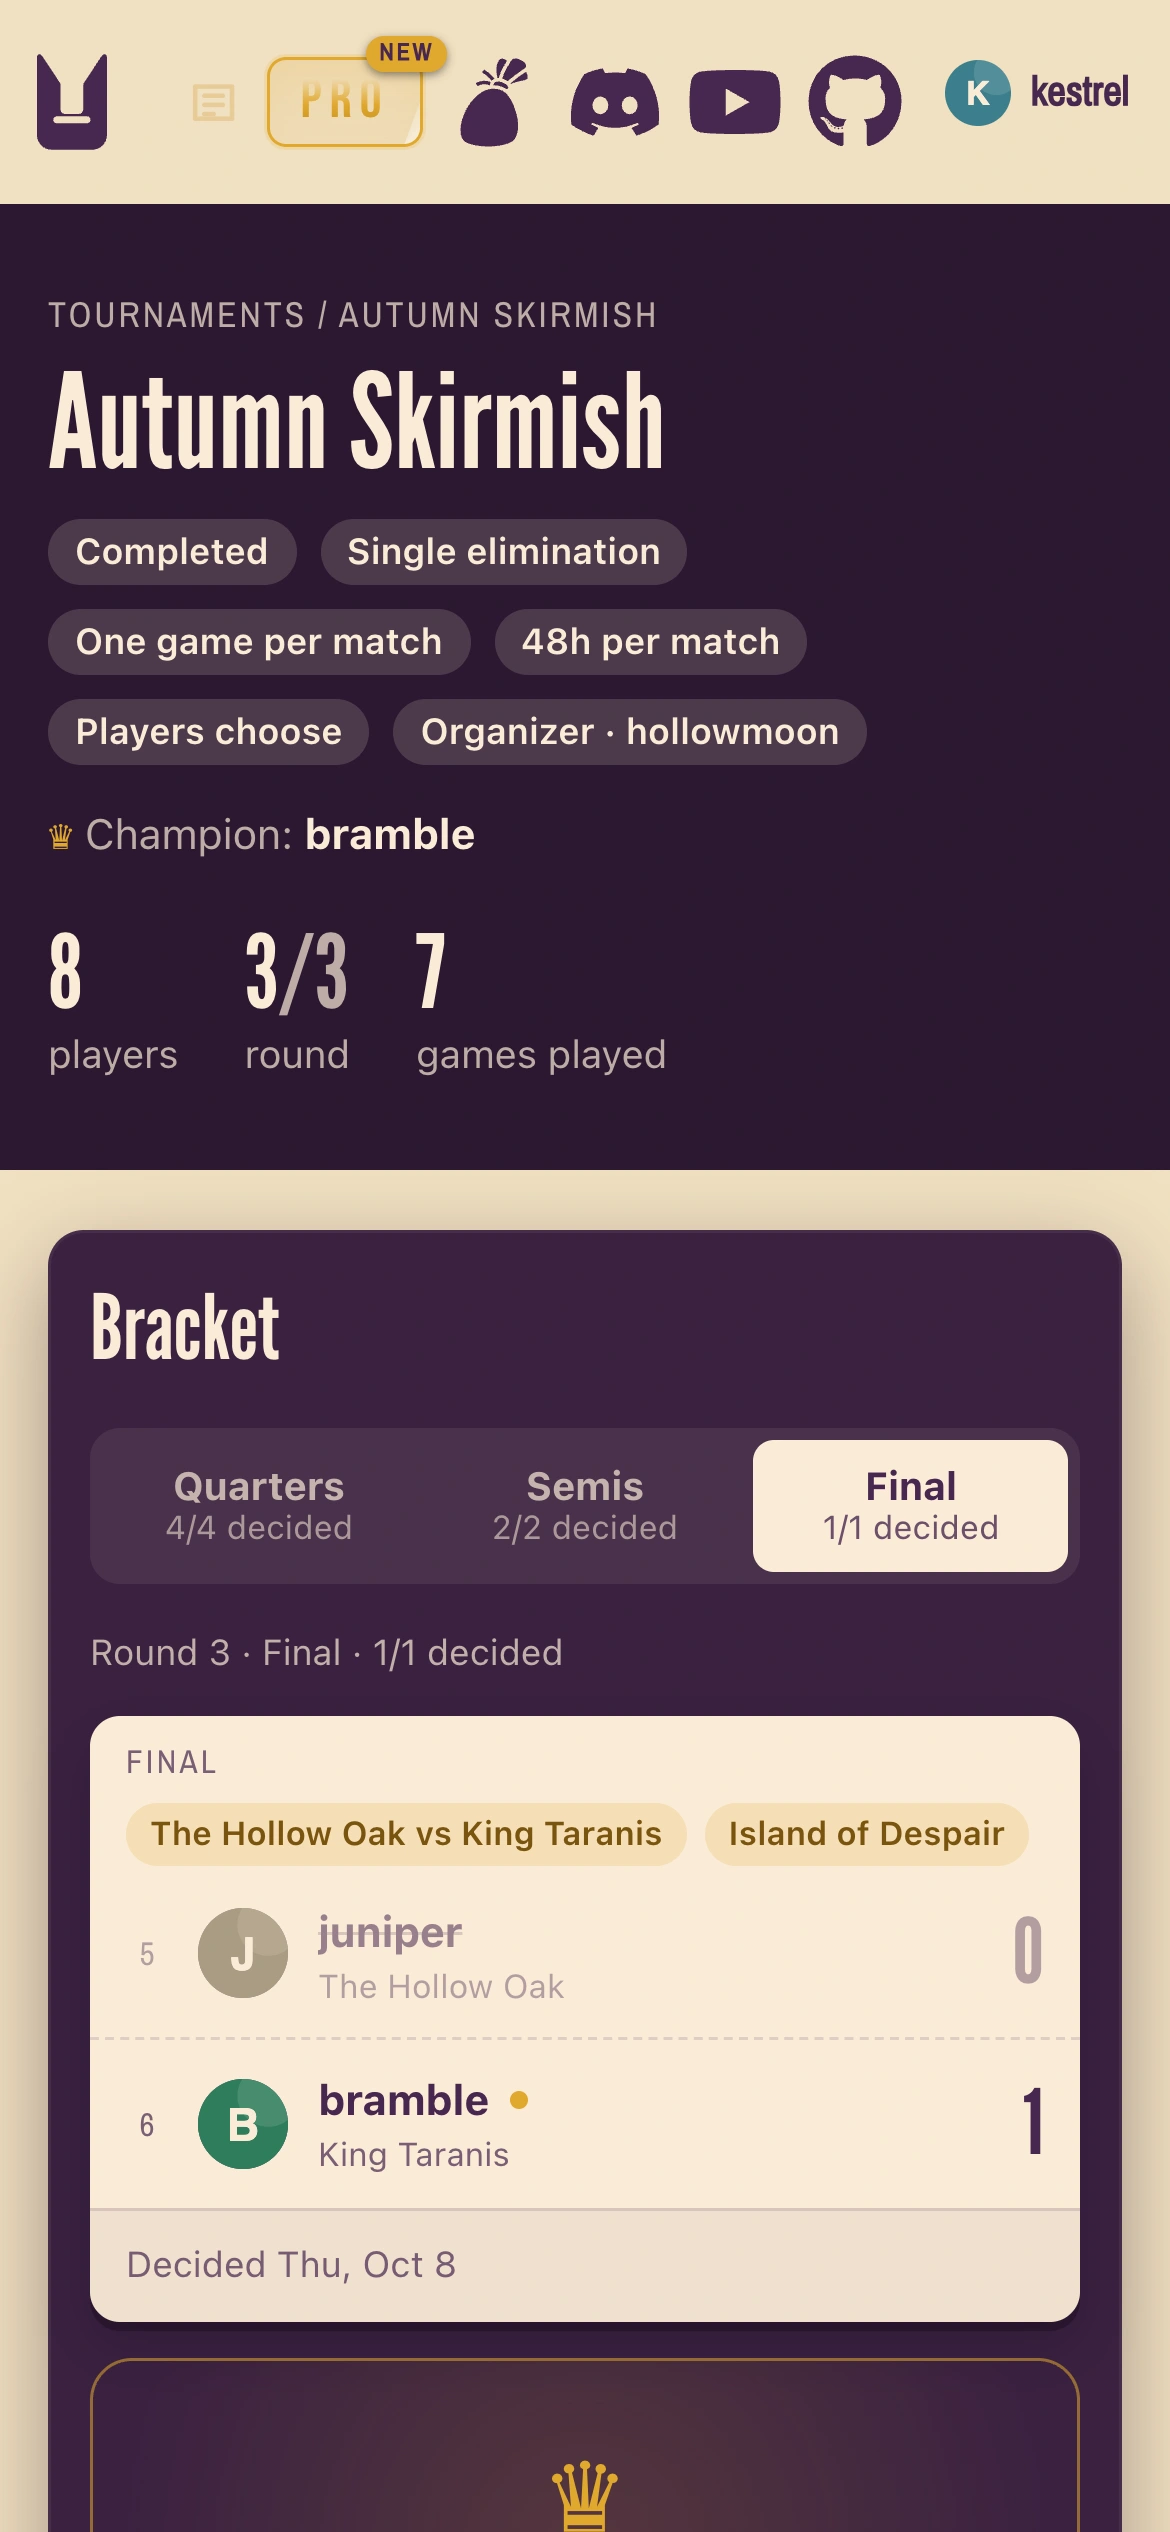 NEW
PRO
K kestrel
TOURNAMENTS / AUTUMN SKIRMISH
Autumn Skirmish
Completed
Single elimination
One game per match
48h per match
Players choose
Organizer · hollowmoon
♛ Champion: bramble
8
players
3/3
round
7
games played
Bracket
Quarters
4/4 decided
Semis
2/2 decided
Final
1/1 decided
Round 3 · Final · 1/1 decided
FINAL
The Hollow Oak vs King Taranis
Island of Despair
5
J
juniper
The Hollow Oak
0
6
B
bramble
King Taranis
1
Decided Thu, Oct 8